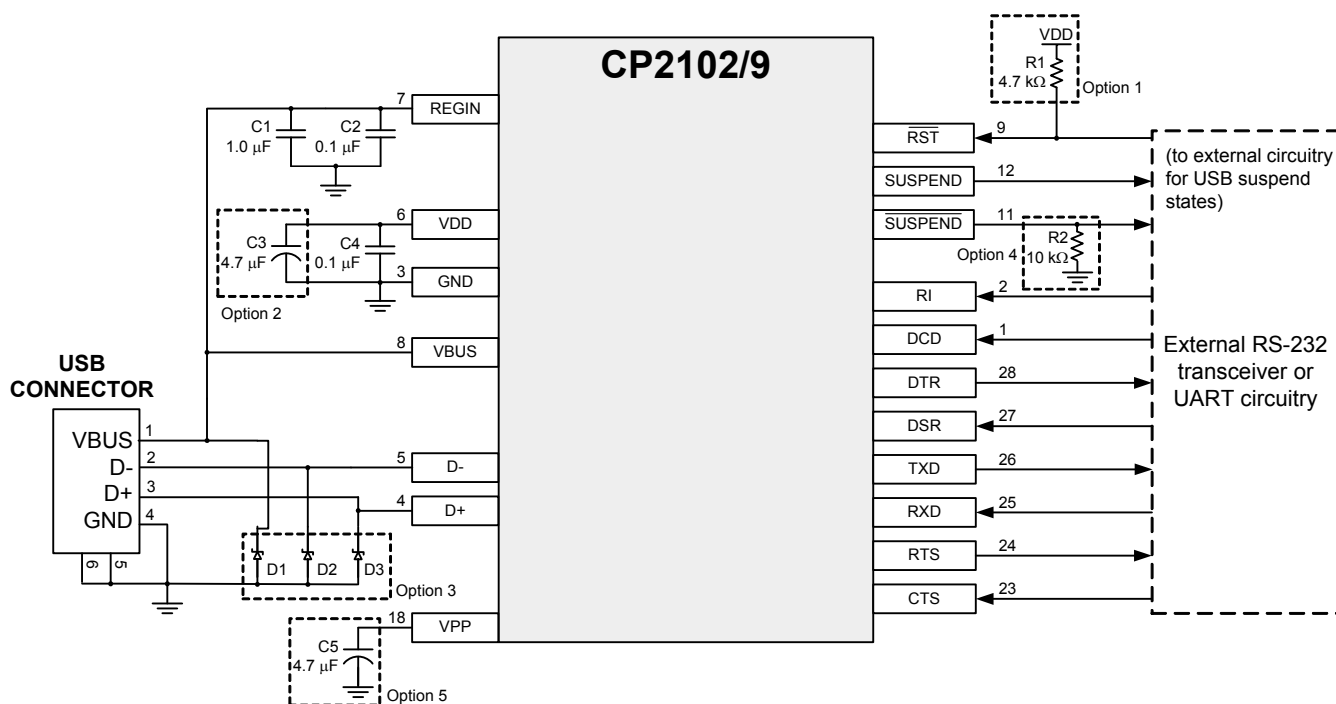 CP2102/9
VDD
R1
4.7 kΩ
Option 1
7
REGIN
C1
1.0 μF
C2
0.1 μF
6
VDD
C3
4.7 μF
C4
0.1 μF
3
GND
Option 2
8
VBUS
USB
CONNECTOR
VBUS
1
D-
2
D+
3
GND
4
6
5
5
D-
4
D+
D1
D2
D3
Option 3
18
VPP
C5
4.7 μF
Option 5
RST
9
SUSPEND
12
SUSPEND
11
R2
10 kΩ
Option 4
RI
2
DCD
1
DTR
28
DSR
27
TXD
26
RXD
25
RTS
24
CTS
23
(to external circuitry
for USB suspend
states)
External RS-232
transceiver or
UART circuitry